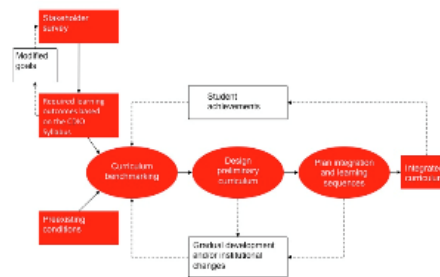 Stakeholder
survey
Modified
goals
Required learning
outcomes based
on the CDIO
Syllabus
Student
achievements
Curriculum
benchmarking
Design
preliminary
curriculum
Plan integration
and learning
sequences
Integrated
curriculum
Preexisting
conditions
Gradual development
and/or institutional
changes